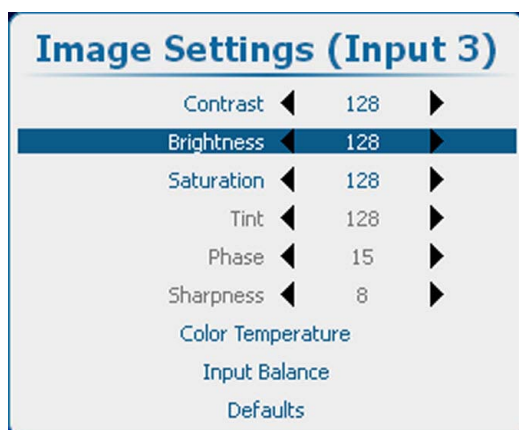 Image Settings (Input 3)
Contrast 128
Brightness 128
Saturation 128
Tint 128
Phase 15
Sharpness 8
Color Temperature
Input Balance
Defaults